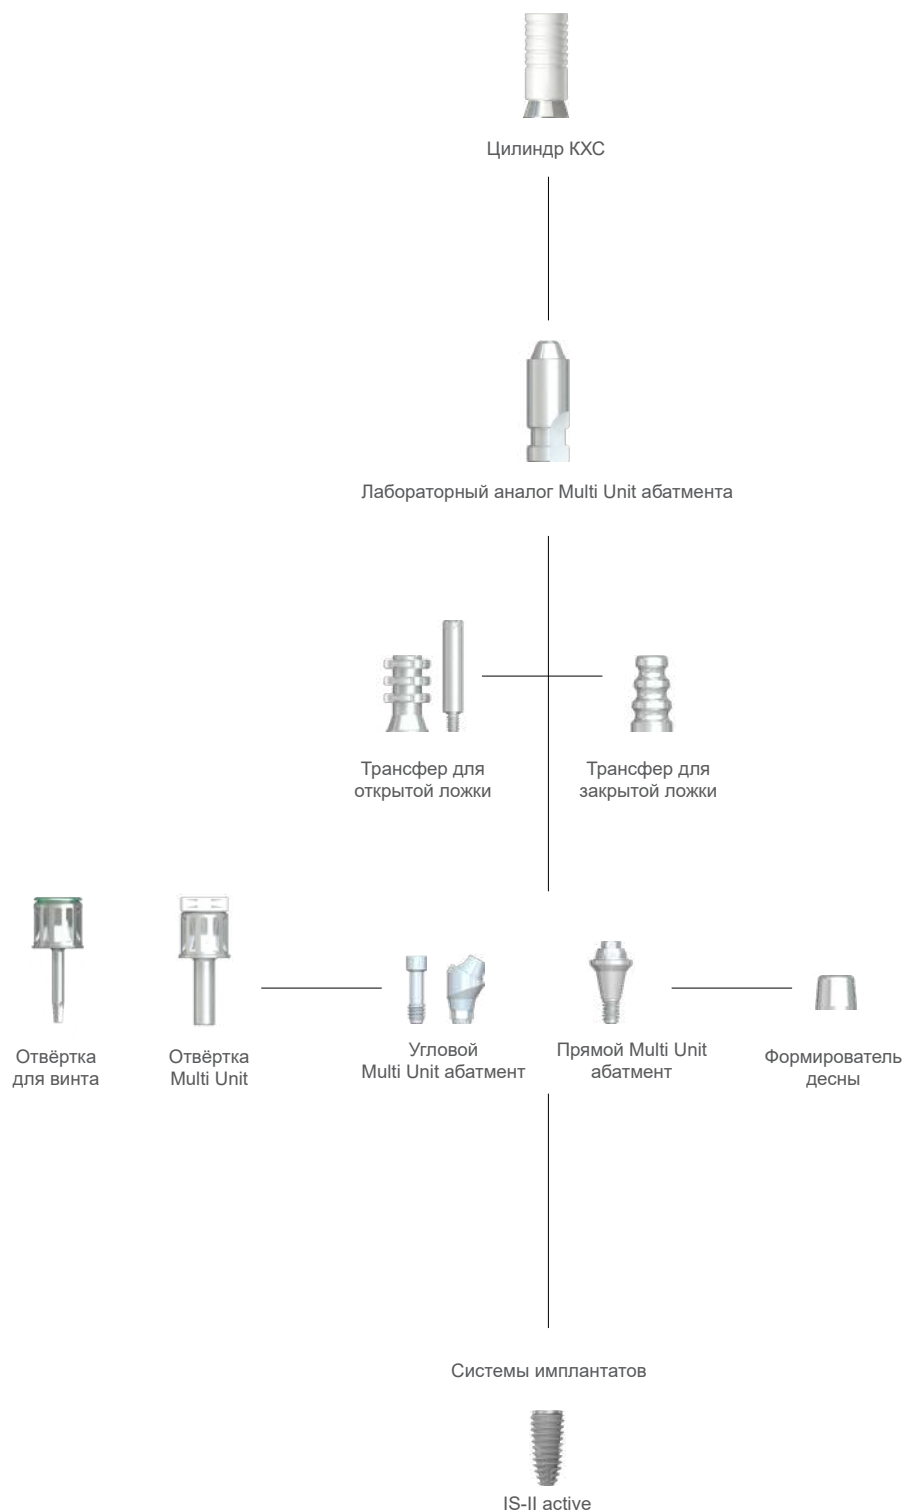 Цилиндр КХС
Лабораторный аналог Multi Unit абатмента
Трансфер для
открытой ложки
Трансфер для
закрытой ложки
Отвёртка
для винта
Отвёртка
Multi Unit
Угловой
Multi Unit абатмент
Прямой Multi Unit
абатмент
Формирователь
десны
Системы имплантатов
IS-II active